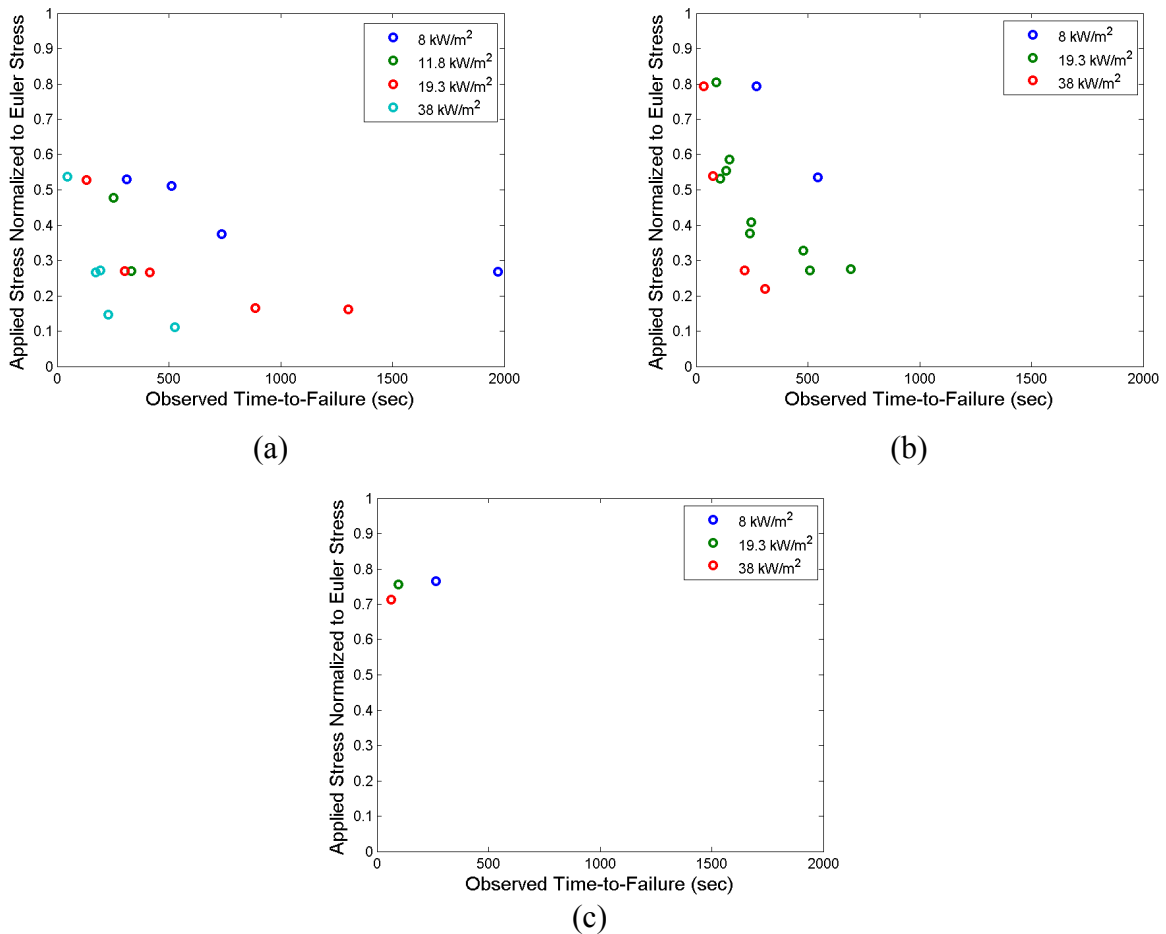 1
0.9
0.8
0.7
0.6
0.5
0.4
0.3
0.2
0.1
0
0 500 1000 1500 2000
Applied Stress Normalized to Euler Stress
Observed Time-to-Failure (sec)
8 kW/m²
11.8 kW/m²
19.3 kW/m²
38 kW/m²
(a)
1
0.9
0.8
0.7
0.6
0.5
0.4
0.3
0.2
0.1
0
0 500 1000 1500 2000
Applied Stress Normalized to Euler Stress
Observed Time-to-Failure (sec)
8 kW/m²
19.3 kW/m²
38 kW/m²
(b)
1
0.9
0.8
0.7
0.6
0.5
0.4
0.3
0.2
0.1
0
0 500 1000 1500 2000
Applied Stress Normalized to Euler Stress
Observed Time-to-Failure (sec)
8 kW/m²
19.3 kW/m²
38 kW/m²
(c)